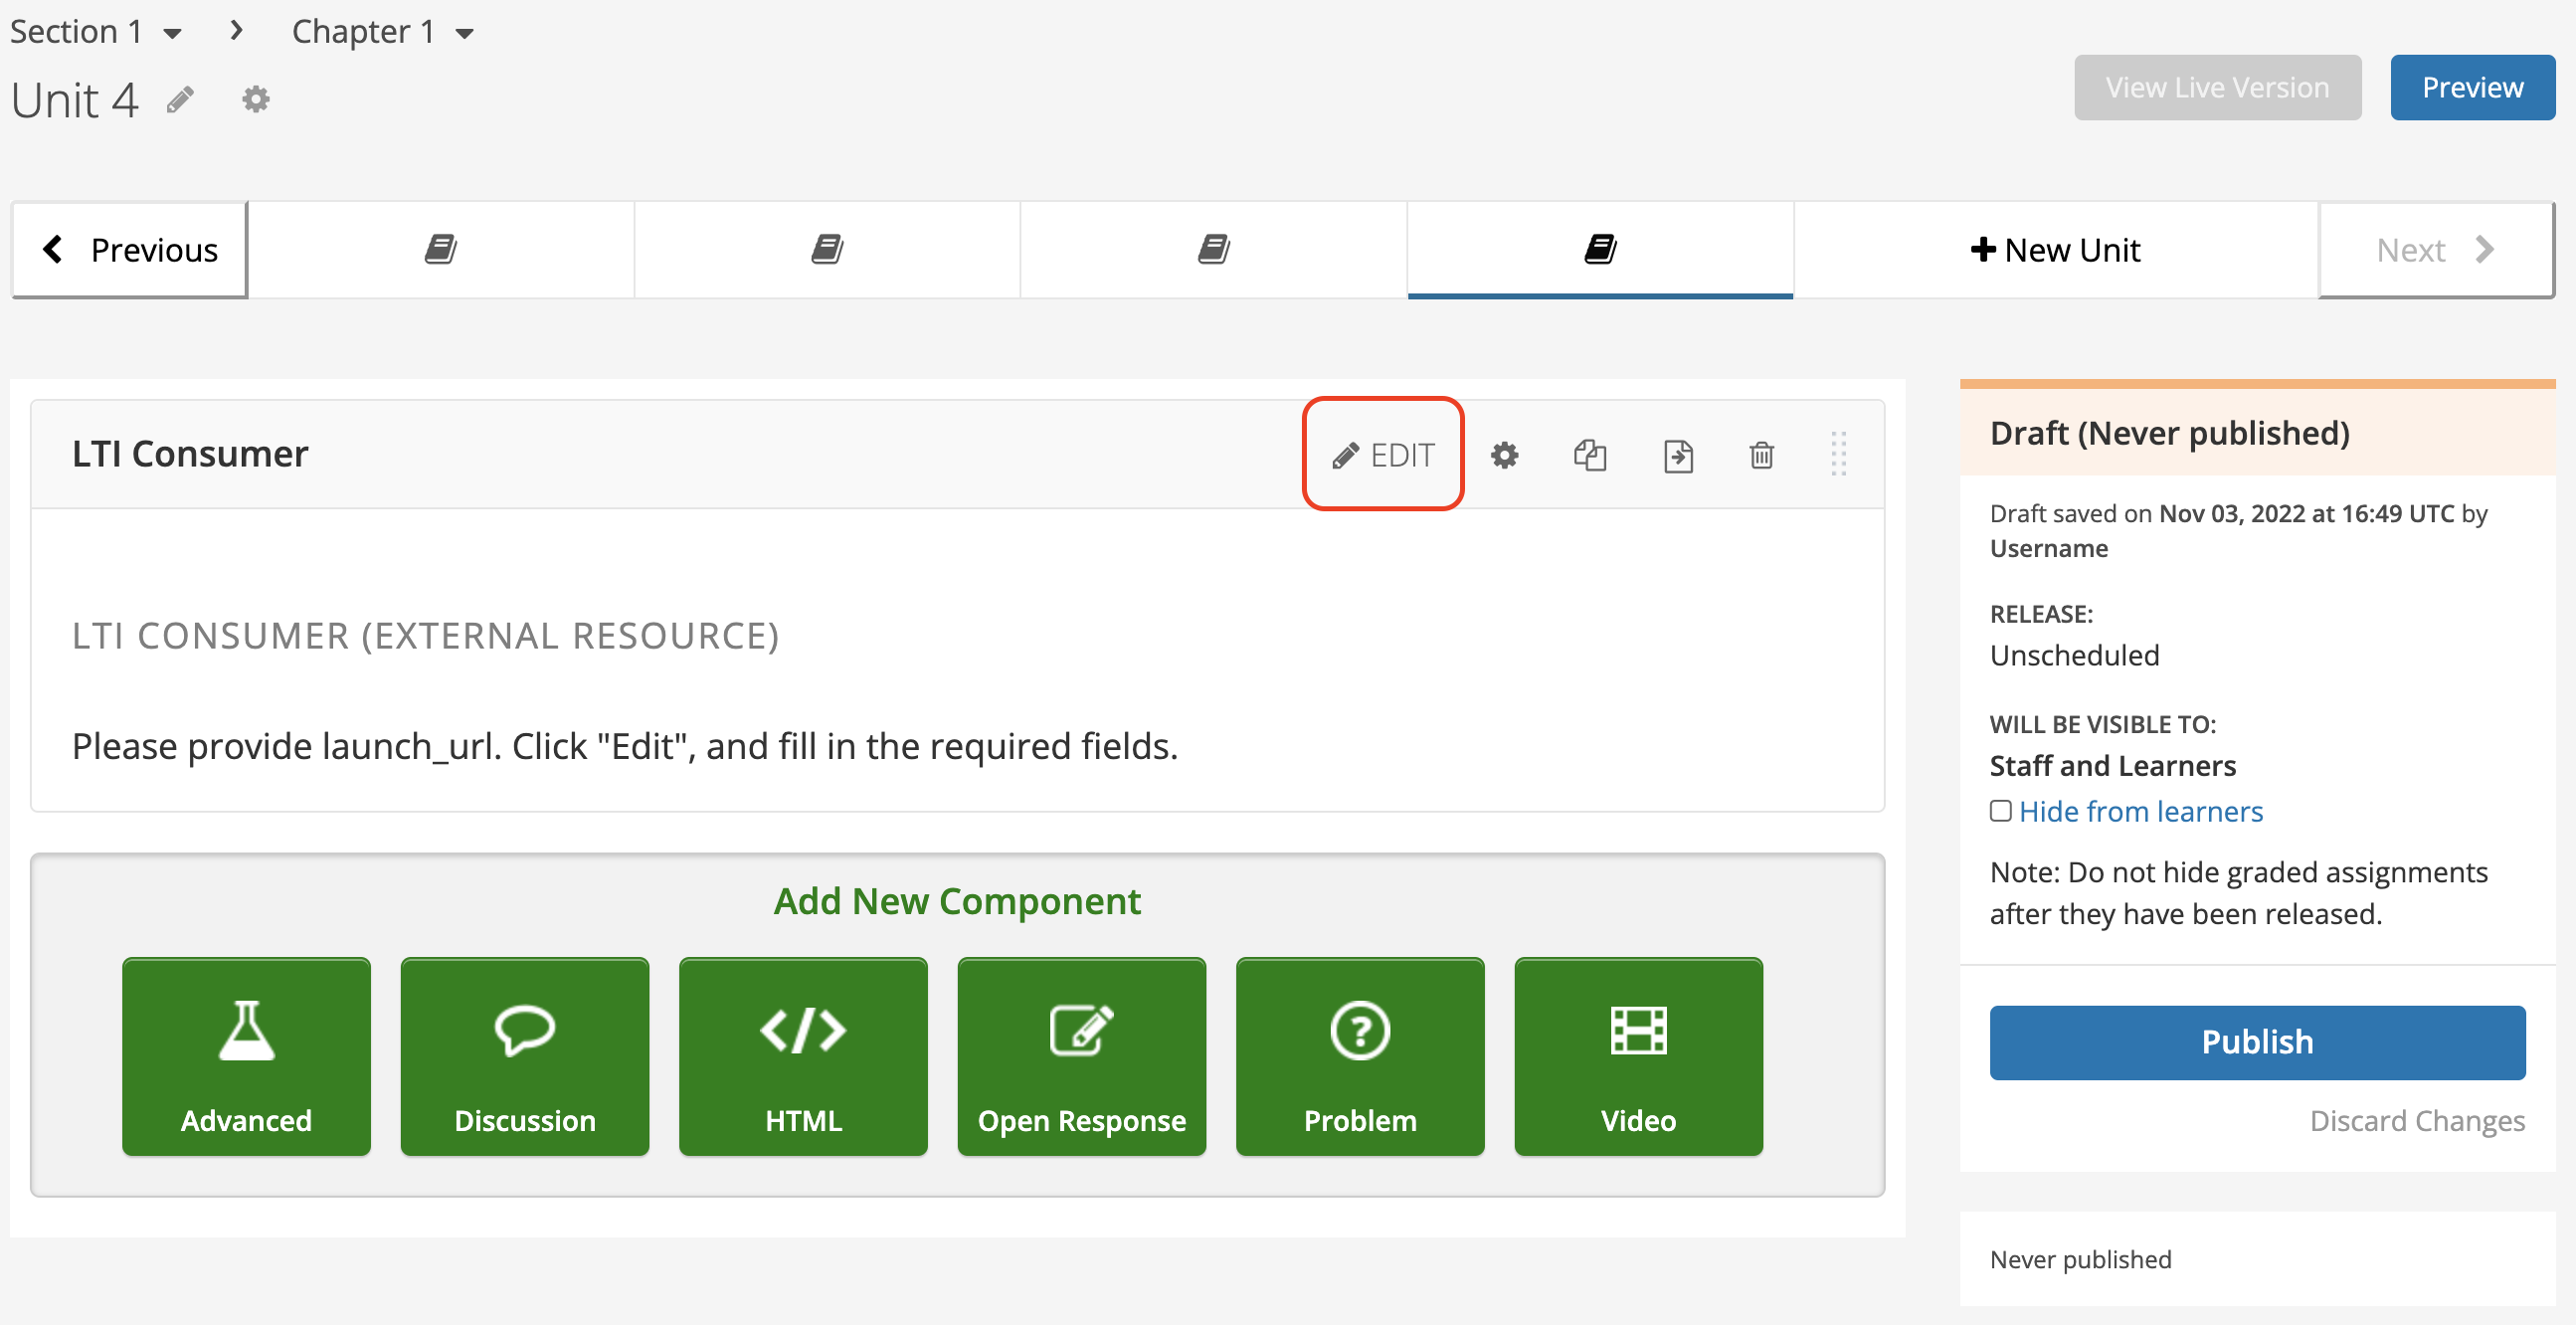 Section 1 Chapter 1
Unit 4
View Live Version Preview
Previous New Unit Next
LTI Consumer EDIT
LTI CONSUMER (EXTERNAL RESOURCE)
Please provide launch_url. Click "Edit", and fill in the required fields.
Add New Component
Advanced Discussion HTML Open Response Problem Video
Draft (Never published)
Draft saved on Nov 03, 2022 at 16:49 UTC by
Username
RELEASE:
Unscheduled
WILL BE VISIBLE TO:
Staff and Learners
Hide from learners
Note: Do not hide graded assignments
after they have been released.
Publish
Discard Changes
Never published